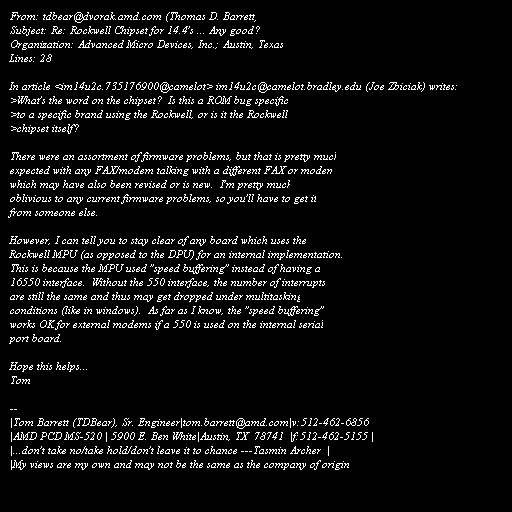 From: tdbear@dvorak.amd.com (Thomas D. Barrett,
Subject: Re: Rockwell Chipset for 14.4's ... Any good?
Organization: Advanced Micro Devices, Inc.; Austin, Texas
Lines: 28

In article <im14u2c.735176900@camelot> im14u2c@camelot.bradley.edu (Joe Zbiciak) writes:
>What's the word on the chipset?  Is this a ROM bug specific
>to a specific brand using the Rockwell, or is it the Rockwell
>chipset itself?

There were an assortment of firmware problems, but that is pretty much
expected with any FAX/modem talking with a different FAX or modem
which may have also been revised or is new.  I'm pretty much
oblivious to any current firmware problems, so you'll have to get it
from someone else.

However, I can tell you to stay clear of any board which uses the
Rockwell MPU (as opposed to the DPU) for an internal implementation.
This is because the MPU used "speed buffering" instead of having a
16550 interface.  Without the 550 interface, the number of interrupts
are still the same and thus may get dropped under multitasking
conditions (like in windows).  As far as I know, the "speed buffering"
works OK for external modems if a 550 is used on the internal serial
port board.

Hope this helps...
Tom

--
|Tom Barrett (TDBear), Sr. Engineer|tom.barrett@amd.com|v:512-462-6856
|AMD PCD MS-520 | 5900 E. Ben White|Austin, TX  78741  |f:512-462-5155 |
|...don't take no/take hold/don't leave it to chance ---Tasmin Archer  |
|My views are my own and may not be the same as the company of origin